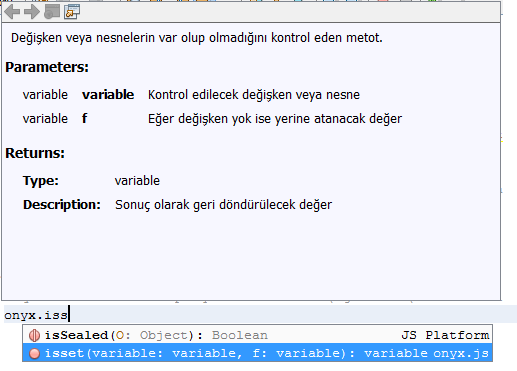 Değişken veya nesnelerin var olup olmadığını kontrol eden metot.
Parameters:
variable variable Kontrol edilecek değişken veya nesne
variable f Eğer değişken yok ise yerine atanacak değer
Returns:
Type: variable
Description: Sonuç olarak geri döndürülecek değer
onyx.iss
isSealed(O: Object): Boolean JS Platform
isset(variable: variable, f: variable): variable onyx.js